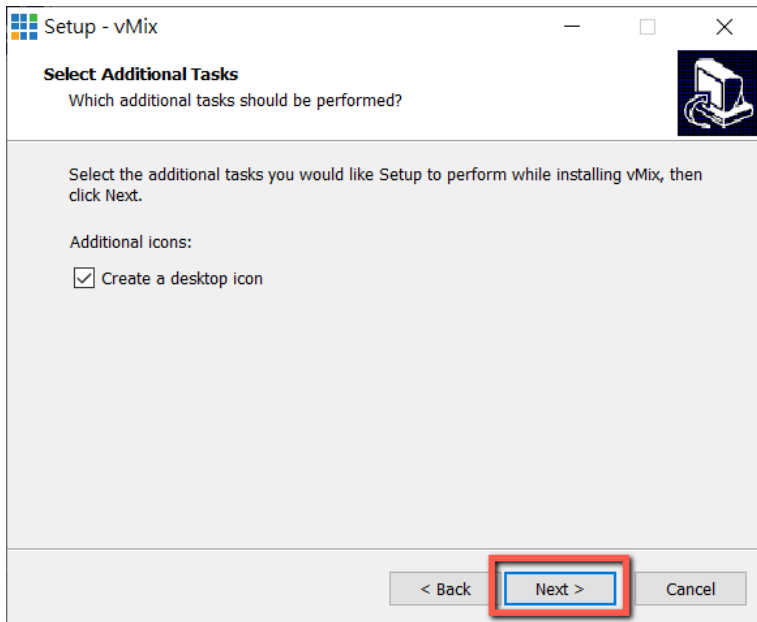 Setup - vMix
Select Additional Tasks
Which additional tasks should be performed?
Select the additional tasks you would like Setup to perform while installing vMix, then
click Next.
Additional icons:
Create a desktop icon
< Back
Next >
Cancel